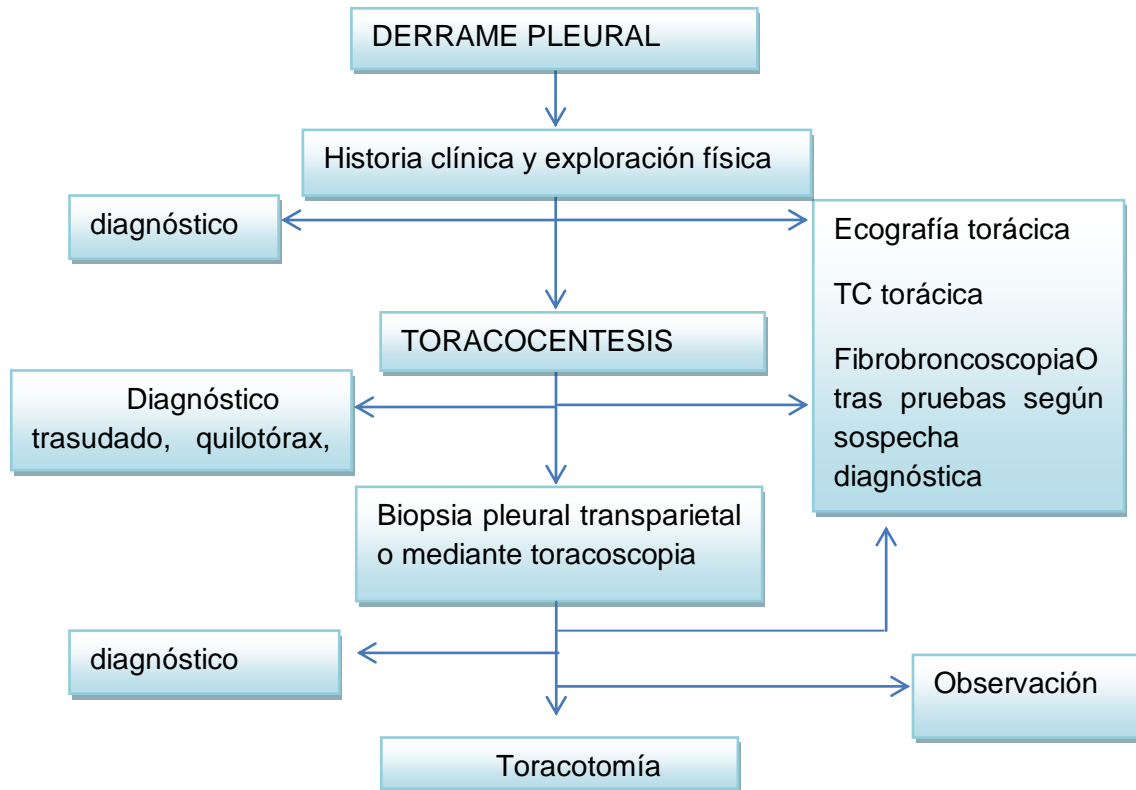 DERRAME PLEURAL
Historia clínica y exploración física
diagnóstico
Ecografía torácica
TC torácica
FibrobroncoscopiaO
tras pruebas según
sospecha
diagnóstica
TORACOCENTESIS
Diagnóstico
trasudado, quilotórax,
Biopsia pleural transparietal
o mediante toracoscopia
diagnóstico
Observación
Toracotomía